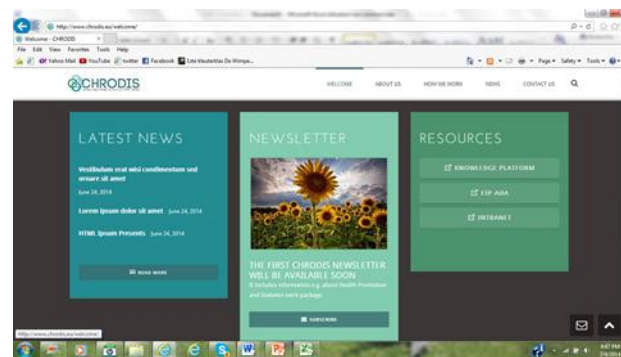 http://www.chrodis.eu/welcome/
Welcome - CHRODIS
File Edit View Favorites Tools Help
Yahoo Mail YouTube twitter Facebook
Page Safety Tools
CHRODIS
WELCOME ABOUT US HOW WE WORK NEWS CONTACT US
LATEST NEWS
Vestibulum erat wisi condimentum sed
ornare sit amet
June 24, 2014
Lorem ipsum dolor sit amet June 24, 2014
HTML Ipsum Presents June 24, 2014
READ MORE
NEWSLETTER
THE FIRST CHRODIS NEWSLETTER
WILL BE AVAILABLE SOON
It includes information e.g. about Health Promotion
and Diabetes work package.
SUBSCRIBE
RESOURCES
KNOWLEDGE PLATFORM
EIP-AHA
INTRANET
http://www.chrodis.eu/welcome/